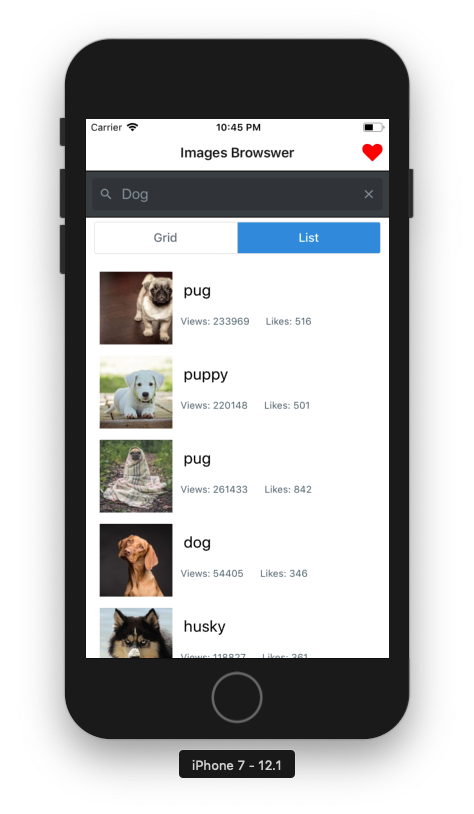 Carrier 10:45 PM
Images Browswer
Dog
Grid List
pug
Views: 233969 Likes: 516
puppy
Views: 220148 Likes: 501
pug
Views: 261433 Likes: 842
dog
Views: 54405 Likes: 346
husky
Views: 118827 Likes: 361
iPhone 7 - 12.1